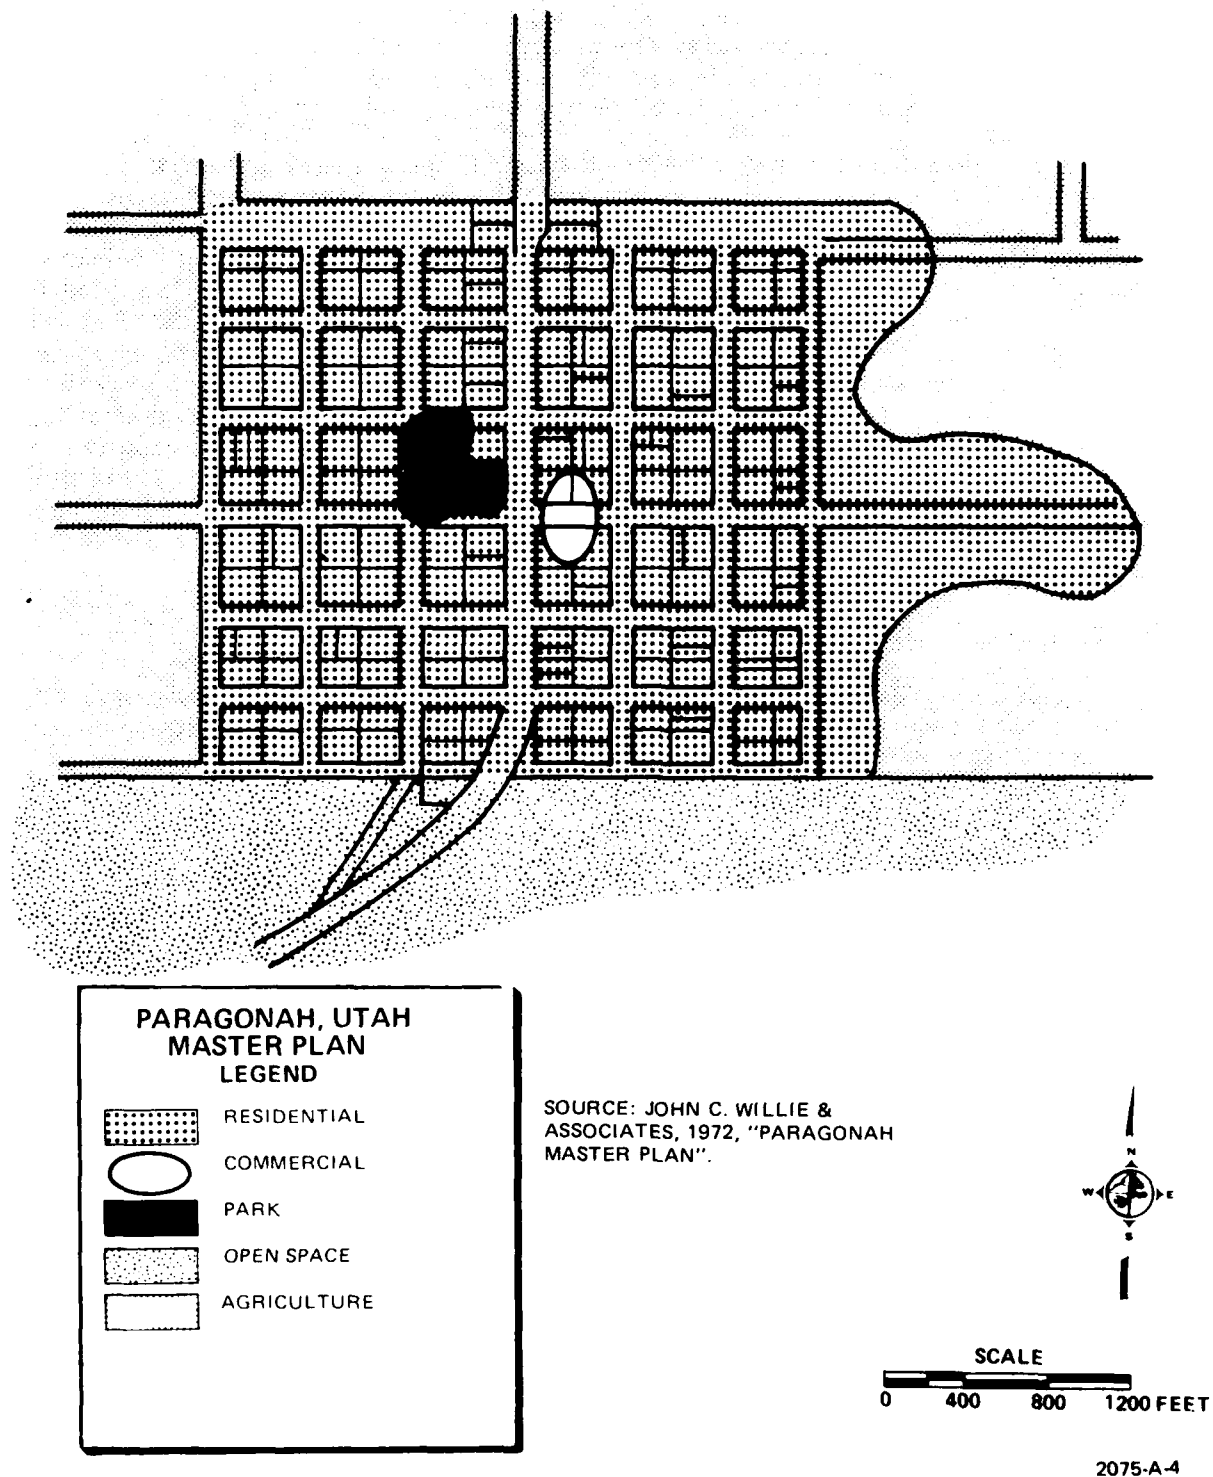 PARAGONAH, UTAH
MASTER PLAN
LEGEND
RESIDENTIAL
COMMERCIAL
PARK
OPEN SPACE
AGRICULTURE
SOURCE: JOHN C. WILLIE &
ASSOCIATES, 1972, "PARAGONAH
MASTER PLAN".
N
W E
S
SCALE
0 400 800 1200 FEET
2075-A-4